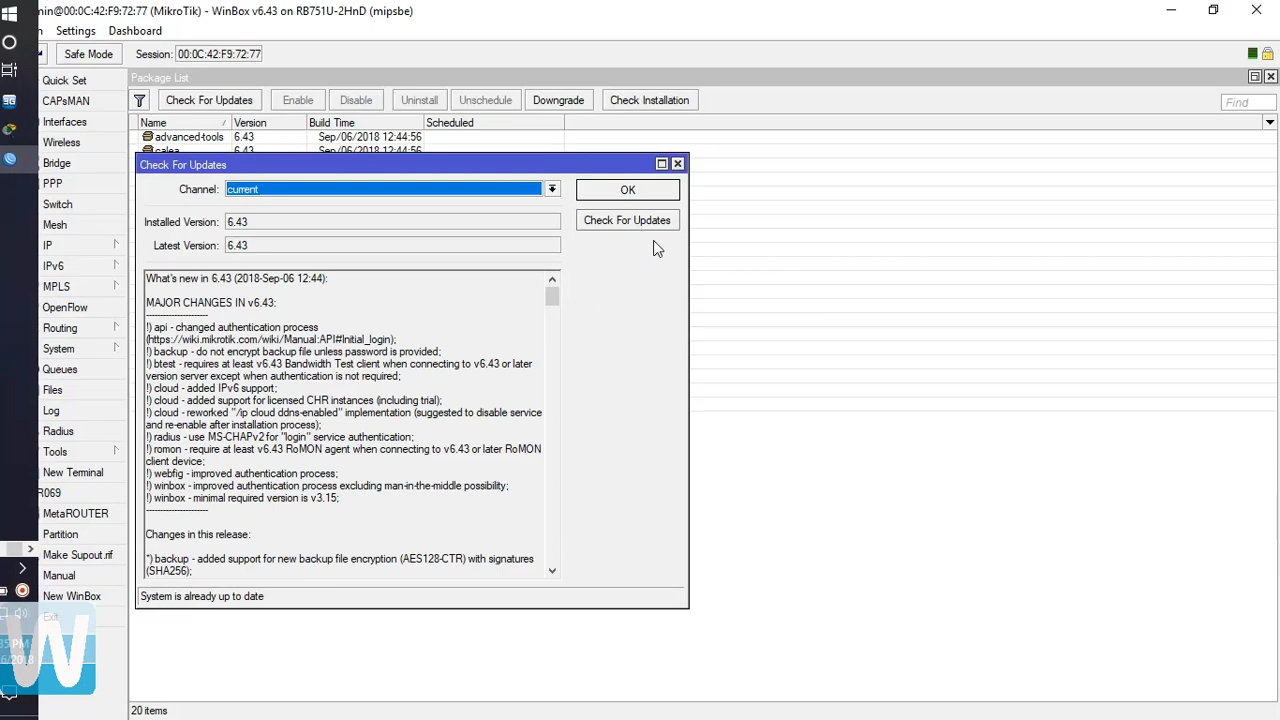 min@00:0C:42:F9:72:77 (MikroTik) - WinBox v6.43 on RB751U-2HnD (mipsbe)
Settings Dashboard
Safe Mode Session: 00:0C:42:F9:72:77
Quick Set
CAPsMAN
Interfaces
Wireless
Bridge
PPP
Switch
Mesh
IP
IPv6
MPLS
OpenFlow
Routing
System
Queues
Files
Log
Radius
Tools
New Terminal
R069
MetaROUTER
Partition
Make Supout.rif
Manual
New WinBox
Exit
Package List
Check For Updates Enable Disable Uninstall Unschedule Downgrade Check Installation Find
Name Version Build Time Scheduled
advanced-tools 6.43 Sep/06/2018 12:44:56
calea 6.43 Sep/06/2018 12:44:56
Check For Updates
Channel: current OK
Installed Version: 6.43 Check For Updates
Latest Version: 6.43
What's new in 6.43 (2018-Sep-06 12:44):
MAJOR CHANGES IN v6.43:
----------------------
!) api - changed authentication process
(https://wiki.mikrotik.com/wiki/Manual:API#Initial_login);
!) backup - do not encrypt backup file unless password is provided;
!) btest - requires at least v6.43 Bandwidth Test client when connecting to v6.43 or later
version server except when authentication is not required;
!) cloud - added IPv6 support;
!) cloud - added support for licensed CHR instances (including trial);
!) cloud - reworked "/ip cloud ddns-enabled" implementation (suggested to disable service
and re-enable after installation process);
!) radius - use MS-CHAPv2 for "login" service authentication;
!) romon - require at least v6.43 RoMON agent when connecting to v6.43 or later RoMON
client device;
!) webfig - improved authentication process;
!) winbox - improved authentication process excluding man-in-the-middle possibility;
!) winbox - minimal required version is v3.15;
----------------------
Changes in this release:
*) backup - added support for new backup file encryption (AES128-CTR) with signatures
(SHA256);
System is already up to date
20 items
W